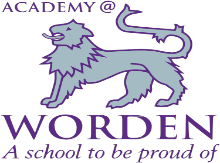 ACADEMY @
WORDEN
A school to be proud of